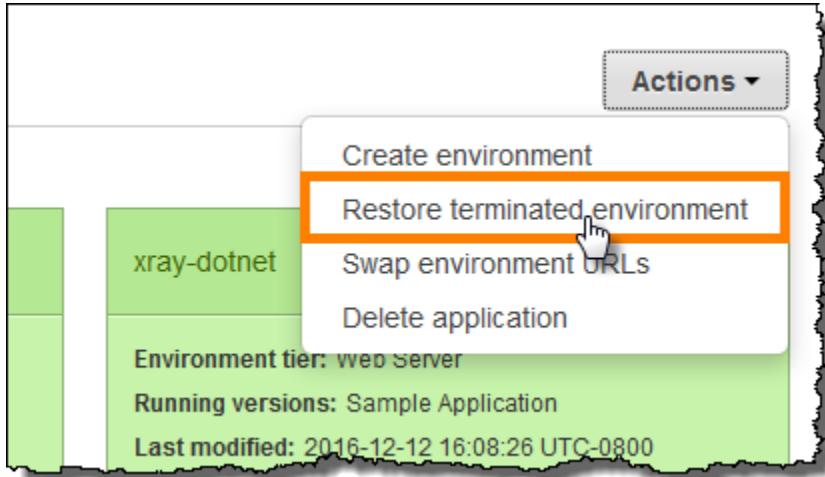 Actions
Create environment
Restore terminated environment
Swap environment URLs
Delete application
xray-dotnet
Environment tier: Web Server
Running versions: Sample Application
Last modified: 2016-12-12 16:08:26 UTC-0800